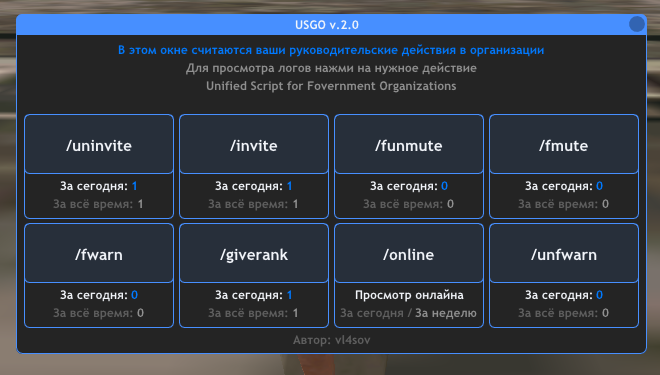 USGO v.2.0
В этом окне считаются ваши руководительские действия в организации
Для просмотра логов нажми на нужное действие
Unified Script for Fovernment Organizations
/uninvite
/invite
/funmute
/fmute
За сегодня: 1
За сегодня: 1
За сегодня: 0
За сегодня: 0
За всё время: 1
За всё время: 1
За всё время: 0
За всё время: 0
/fwarn
/giverank
/online
/unfwarn
За сегодня: 0
За сегодня: 1
Просмотр онлайна
За сегодня: 0
За всё время: 0
За всё время: 1
За сегодня / За неделю
За всё время: 0
Автор: vl4sov